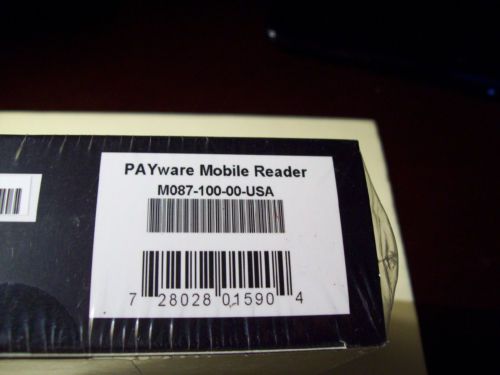 PAYware Mobile Reader
M087-100-00-USA
7 28028 01590 4